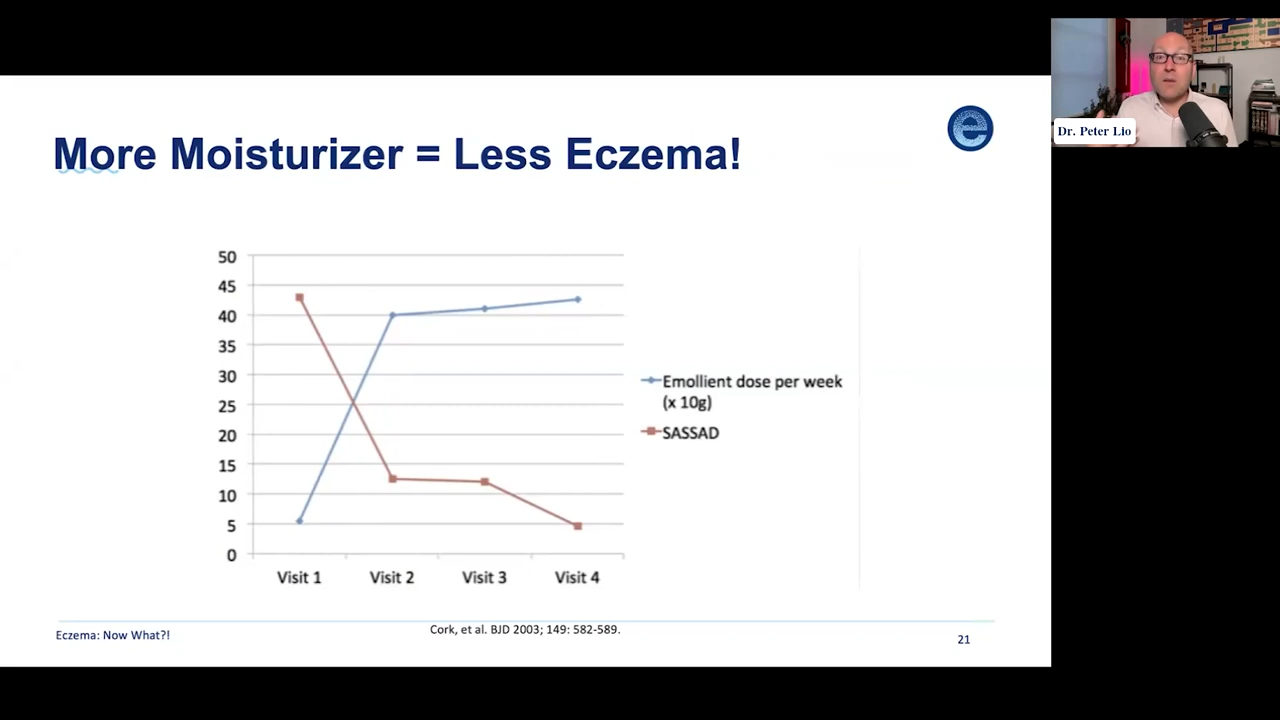 More Moisturizer = Less Eczema!
e
Dr. Peter Lio
50
45
40
35
30
25
20
15
10
5
0
Visit 1 Visit 2 Visit 3 Visit 4
Emollient dose per week
(x 10g)
SASSAD
Eczema: Now What?!
Cork, et al. BJD 2003; 149: 582-589.
21